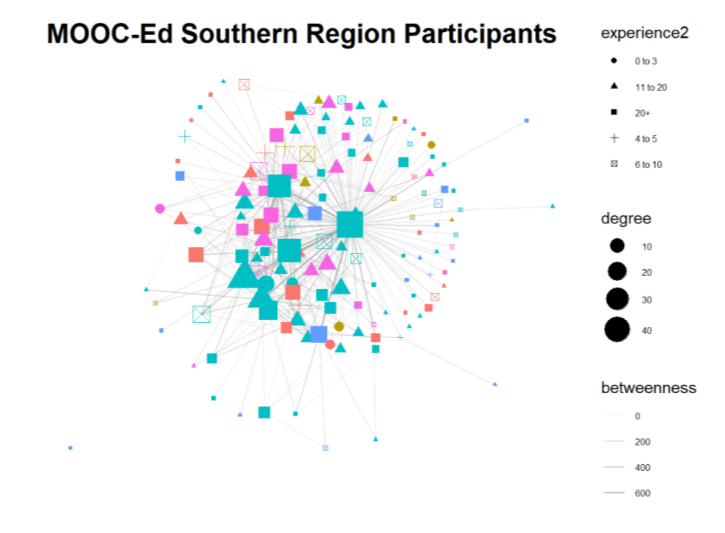 MOOC-Ed Southern Region Participants
experience2
0 to 3
11 to 20
20+
4 to 5
6 to 10
degree
10
20
30
40
betweenness
0
200
400
600